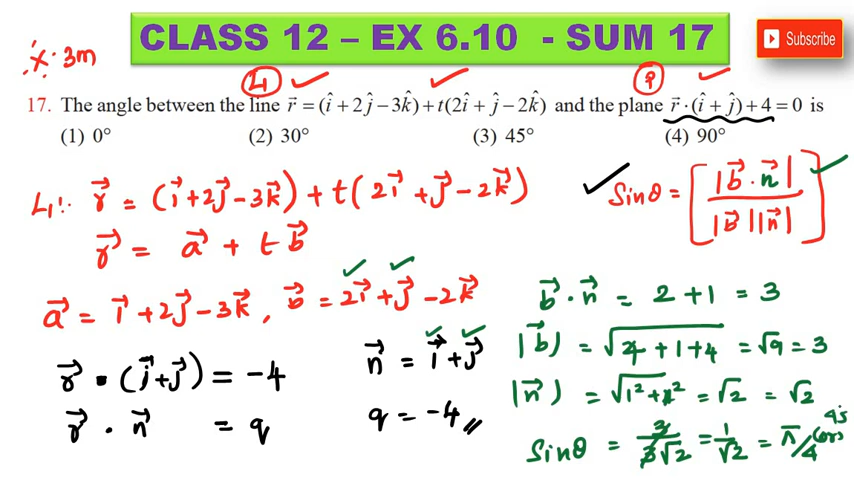 CLASS 12 – EX 6.10 - SUM 17
Subscribe
X: 3m
L₁ P
17. The angle between the line r⃗ = (î + 2ĵ − 3k̂) + t(2î + ĵ − 2k̂) and the plane r⃗ · (î + ĵ) + 4 = 0 is
(1) 0° (2) 30° (3) 45° (4) 90°
L₁: r⃗ = (i⃗ + 2j⃗ − 3k⃗) + t(2i⃗ + j⃗ − 2k⃗)
r⃗ = a⃗ + t b⃗
a⃗ = i⃗ + 2j⃗ − 3k⃗, b⃗ = 2i⃗ + j⃗ − 2k⃗
r⃗ · (i⃗ + j⃗) = −4
r⃗ · n⃗ = q
n⃗ = i⃗ + j⃗
q = −4
Sinθ = [|b⃗ · n⃗| / |b⃗||n⃗|]
b⃗ · n⃗ = 2 + 1 = 3
|b⃗| = √4 + 1 + 4 = √9 = 3
|n⃗| = √1² + 1² = √2 = √2
Sinθ = 3/3√2 = 1/√2 = π/4 (or) 45